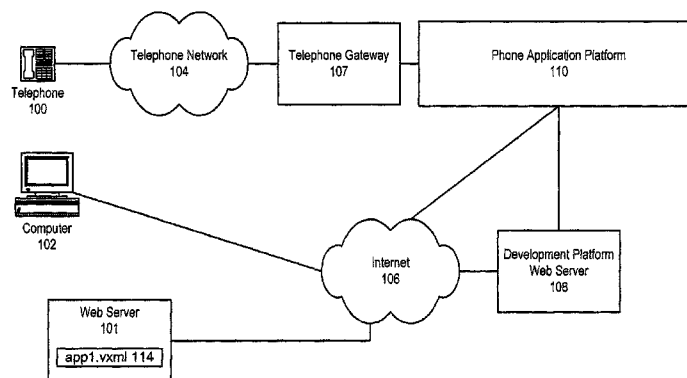 Telephone
100
Telephone Network
104
Telephone Gateway
107
Phone Application Platform
110
Computer
102
Internet
106
Development Platform
Web Server
108
Web Server
101
app1.vxml 114